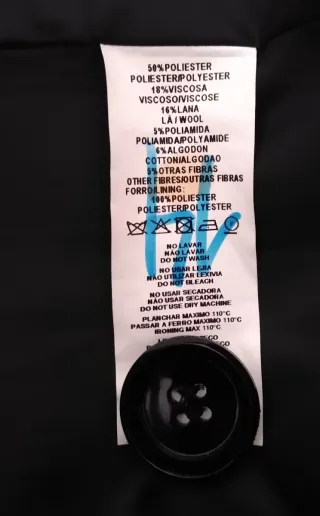 50%POLIESTER
POLIESTER/POLYESTER
18%VISCOSA
VISCOSO/VISCOSE
16%LANA
LÃ/WOOL
5%POLIAMIDA
POLIAMIDA/POLYAMIDE
6%ALGODON
COTTON/ALGODAO
5%OTRAS FIBRAS
OTHER FIBRES/OUTRAS FIBRAS
FORRO/LINING:
100%POLIESTER
POLIESTER/POLYESTER
NO LAVAR
NÃO LAVAR
DO NOT WASH
NO USAR LEJIA
NÃO UTILIZAR LEXIVIA
DO NOT BLEACH
NO USAR SECADORA
NÃO USAR SECADORA
DO NOT USE DRY MACHINE
PLANCHAR MAXIMO 110°C
PASSAR A FERRO MAXIMO 110°C
IRONING MAX 110°C